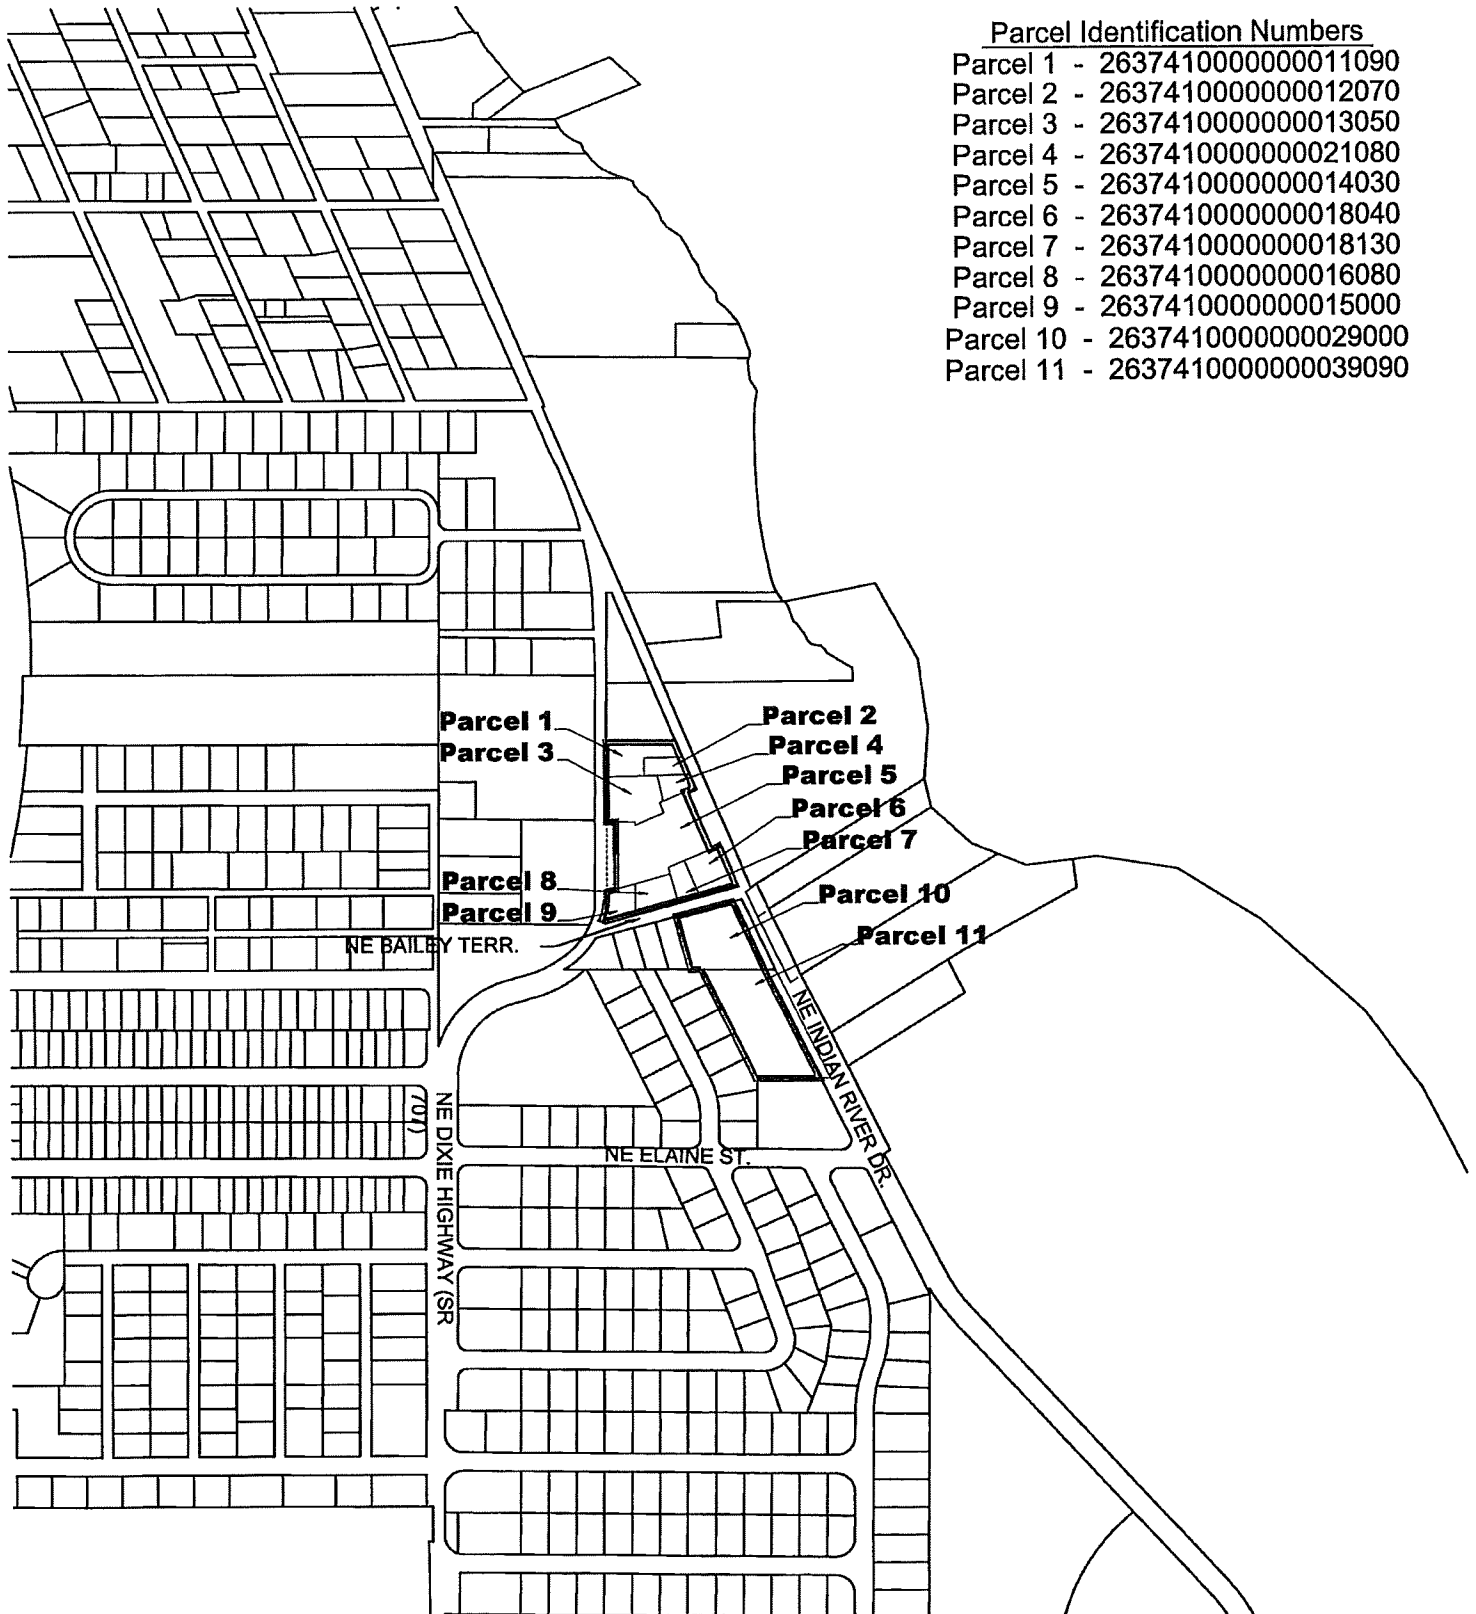 Parcel Identification Numbers
Parcel 1 - 2637410000000011090
Parcel 2 - 2637410000000012070
Parcel 3 - 2637410000000013050
Parcel 4 - 2637410000000021080
Parcel 5 - 2637410000000014030
Parcel 6 - 2637410000000018040
Parcel 7 - 2637410000000018130
Parcel 8 - 2637410000000016080
Parcel 9 - 2637410000000015000
Parcel 10 - 2637410000000029000
Parcel 11 - 2637410000000039090
Parcel 1
Parcel 2
Parcel 3
Parcel 4
Parcel 5
Parcel 6
Parcel 7
Parcel 8
Parcel 10
Parcel 9
Parcel 11
NE BAILEY TERR.
NE INDIAN RIVER DR.
NE DIXIE HIGHWAY (SR
707)
NE ELAINE ST.